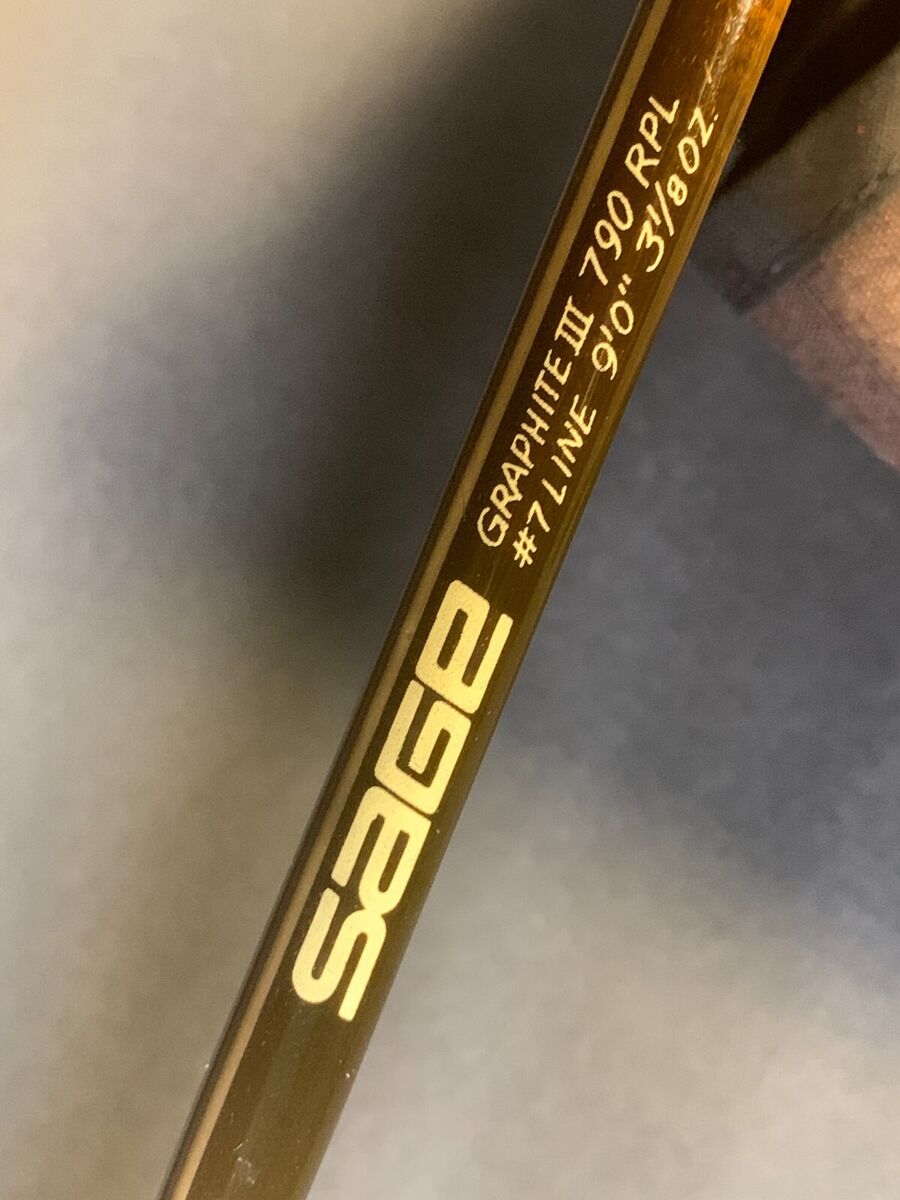 SAGE
GRAPHITE III 790 RPL
#7 LINE 9'0" 3 1/8 OZ.